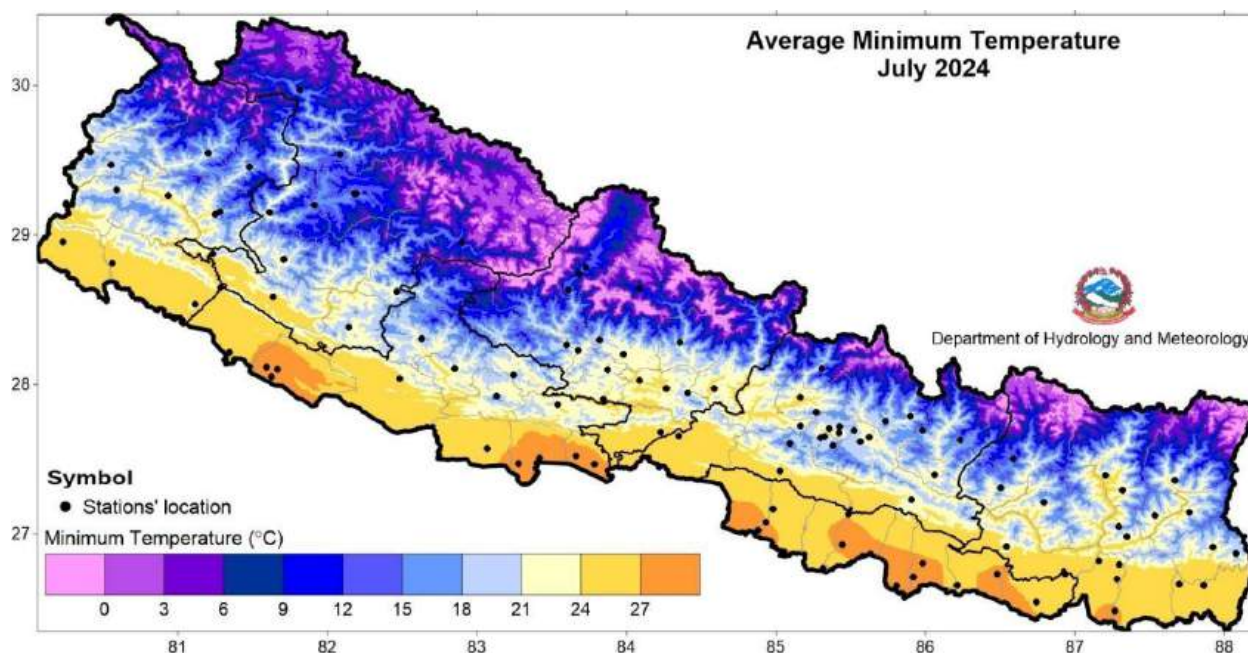 Average Minimum Temperature
July 2024
30
29
28
27
Department of Hydrology and Meteorology
Symbol
Stations' location
Minimum Temperature (°C)
0 3 6 9 12 15 18 21 24 27
81 82 83 84 85 86 87 88